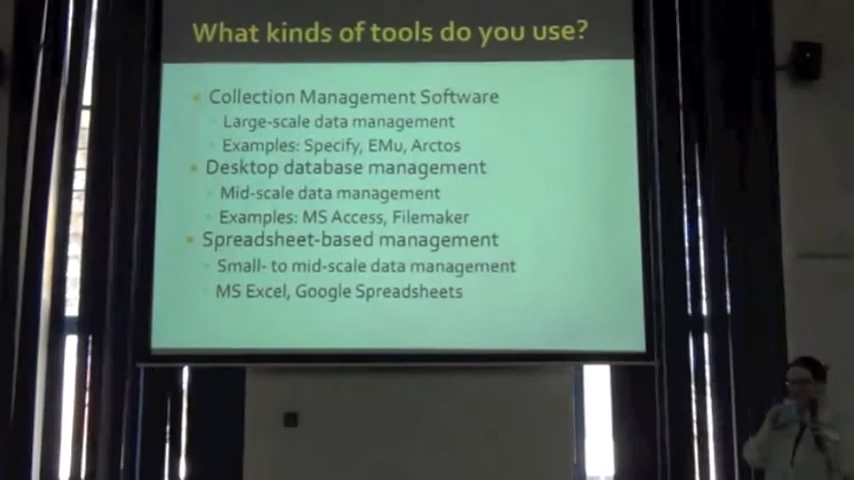 What kinds of tools do you use?
Collection Management Software
Large-scale data management
Examples: Specify, EMu, Arctos
Desktop database management
Mid-scale data management
Examples: MS Access, Filemaker
Spreadsheet-based management
Small- to mid-scale data management
MS Excel, Google Spreadsheets